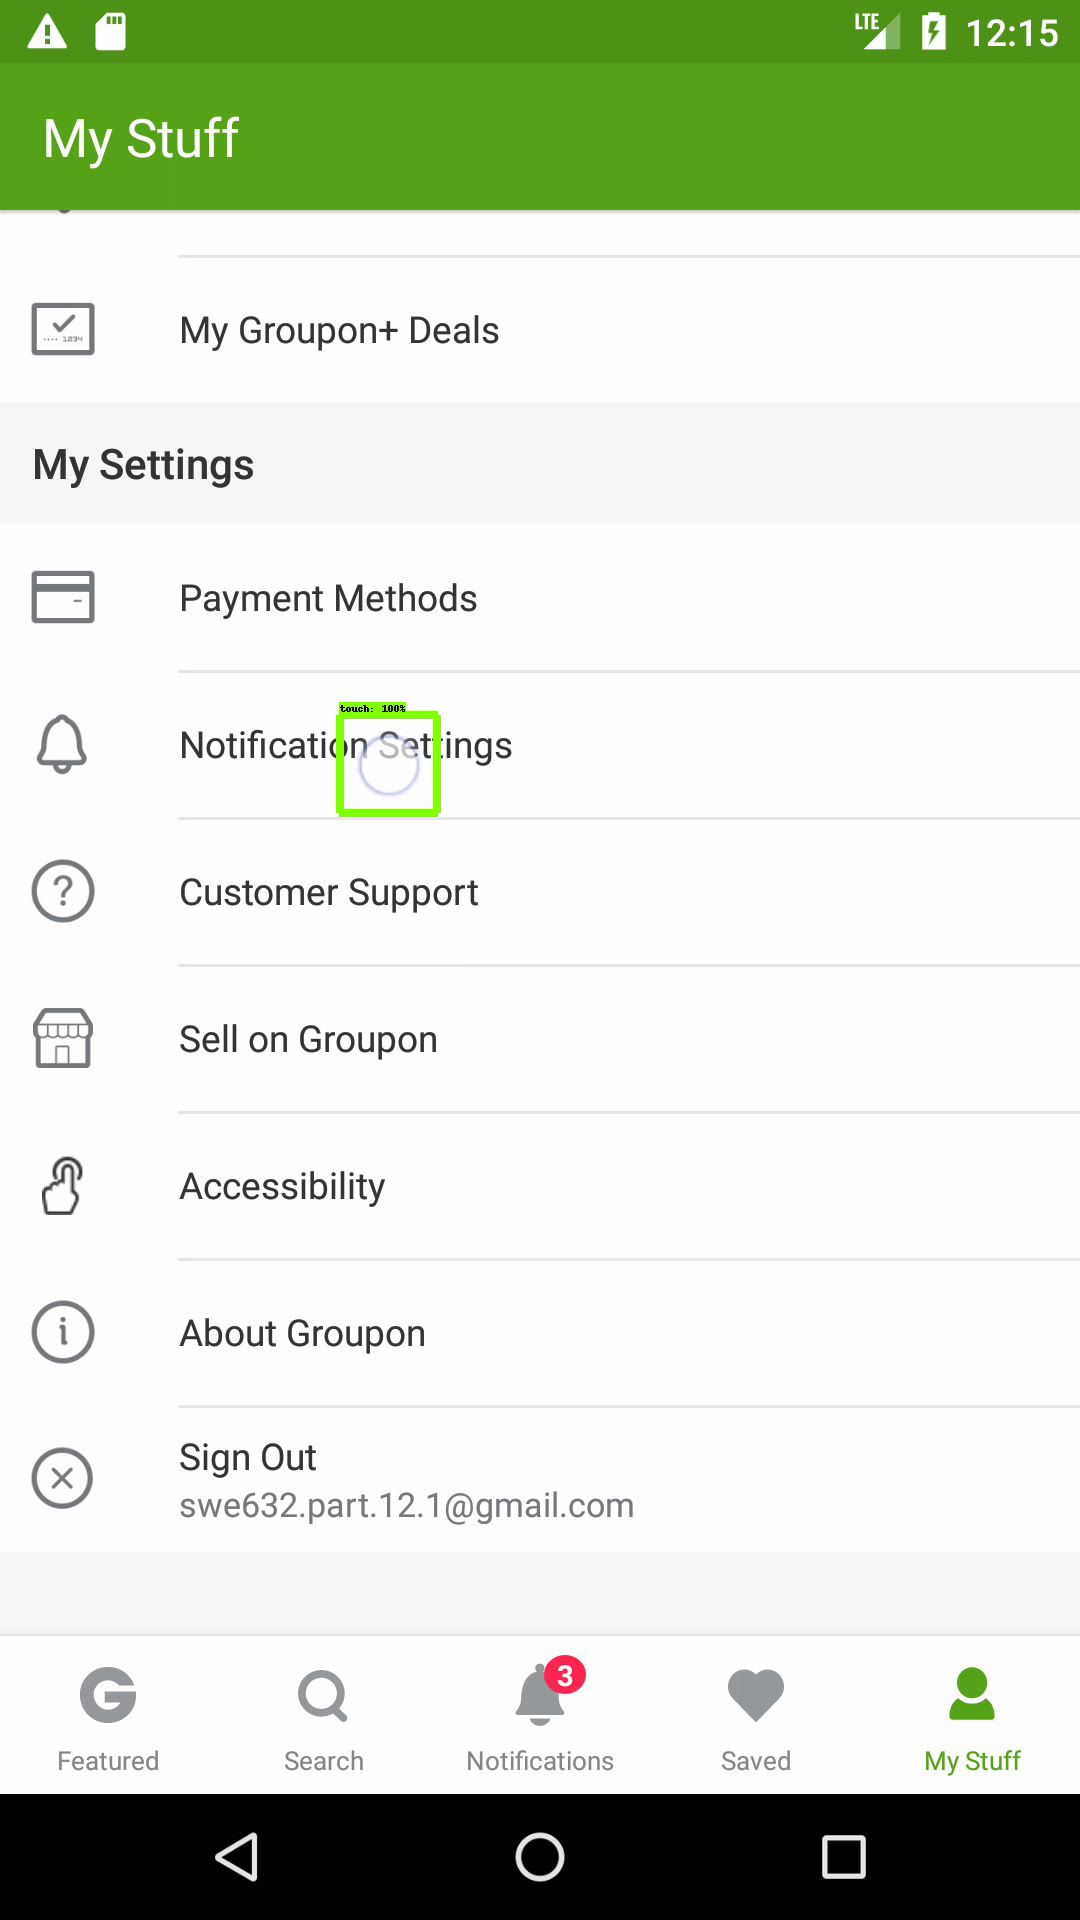 LTE 12:15
My Stuff
1234
My Groupon+ Deals
My Settings
Payment Methods
touch: 100%
Notification Settings
Customer Support
Sell on Groupon
Accessibility
About Groupon
Sign Out
swe632.part.12.1@gmail.com
3
Featured Search Notifications Saved My Stuff